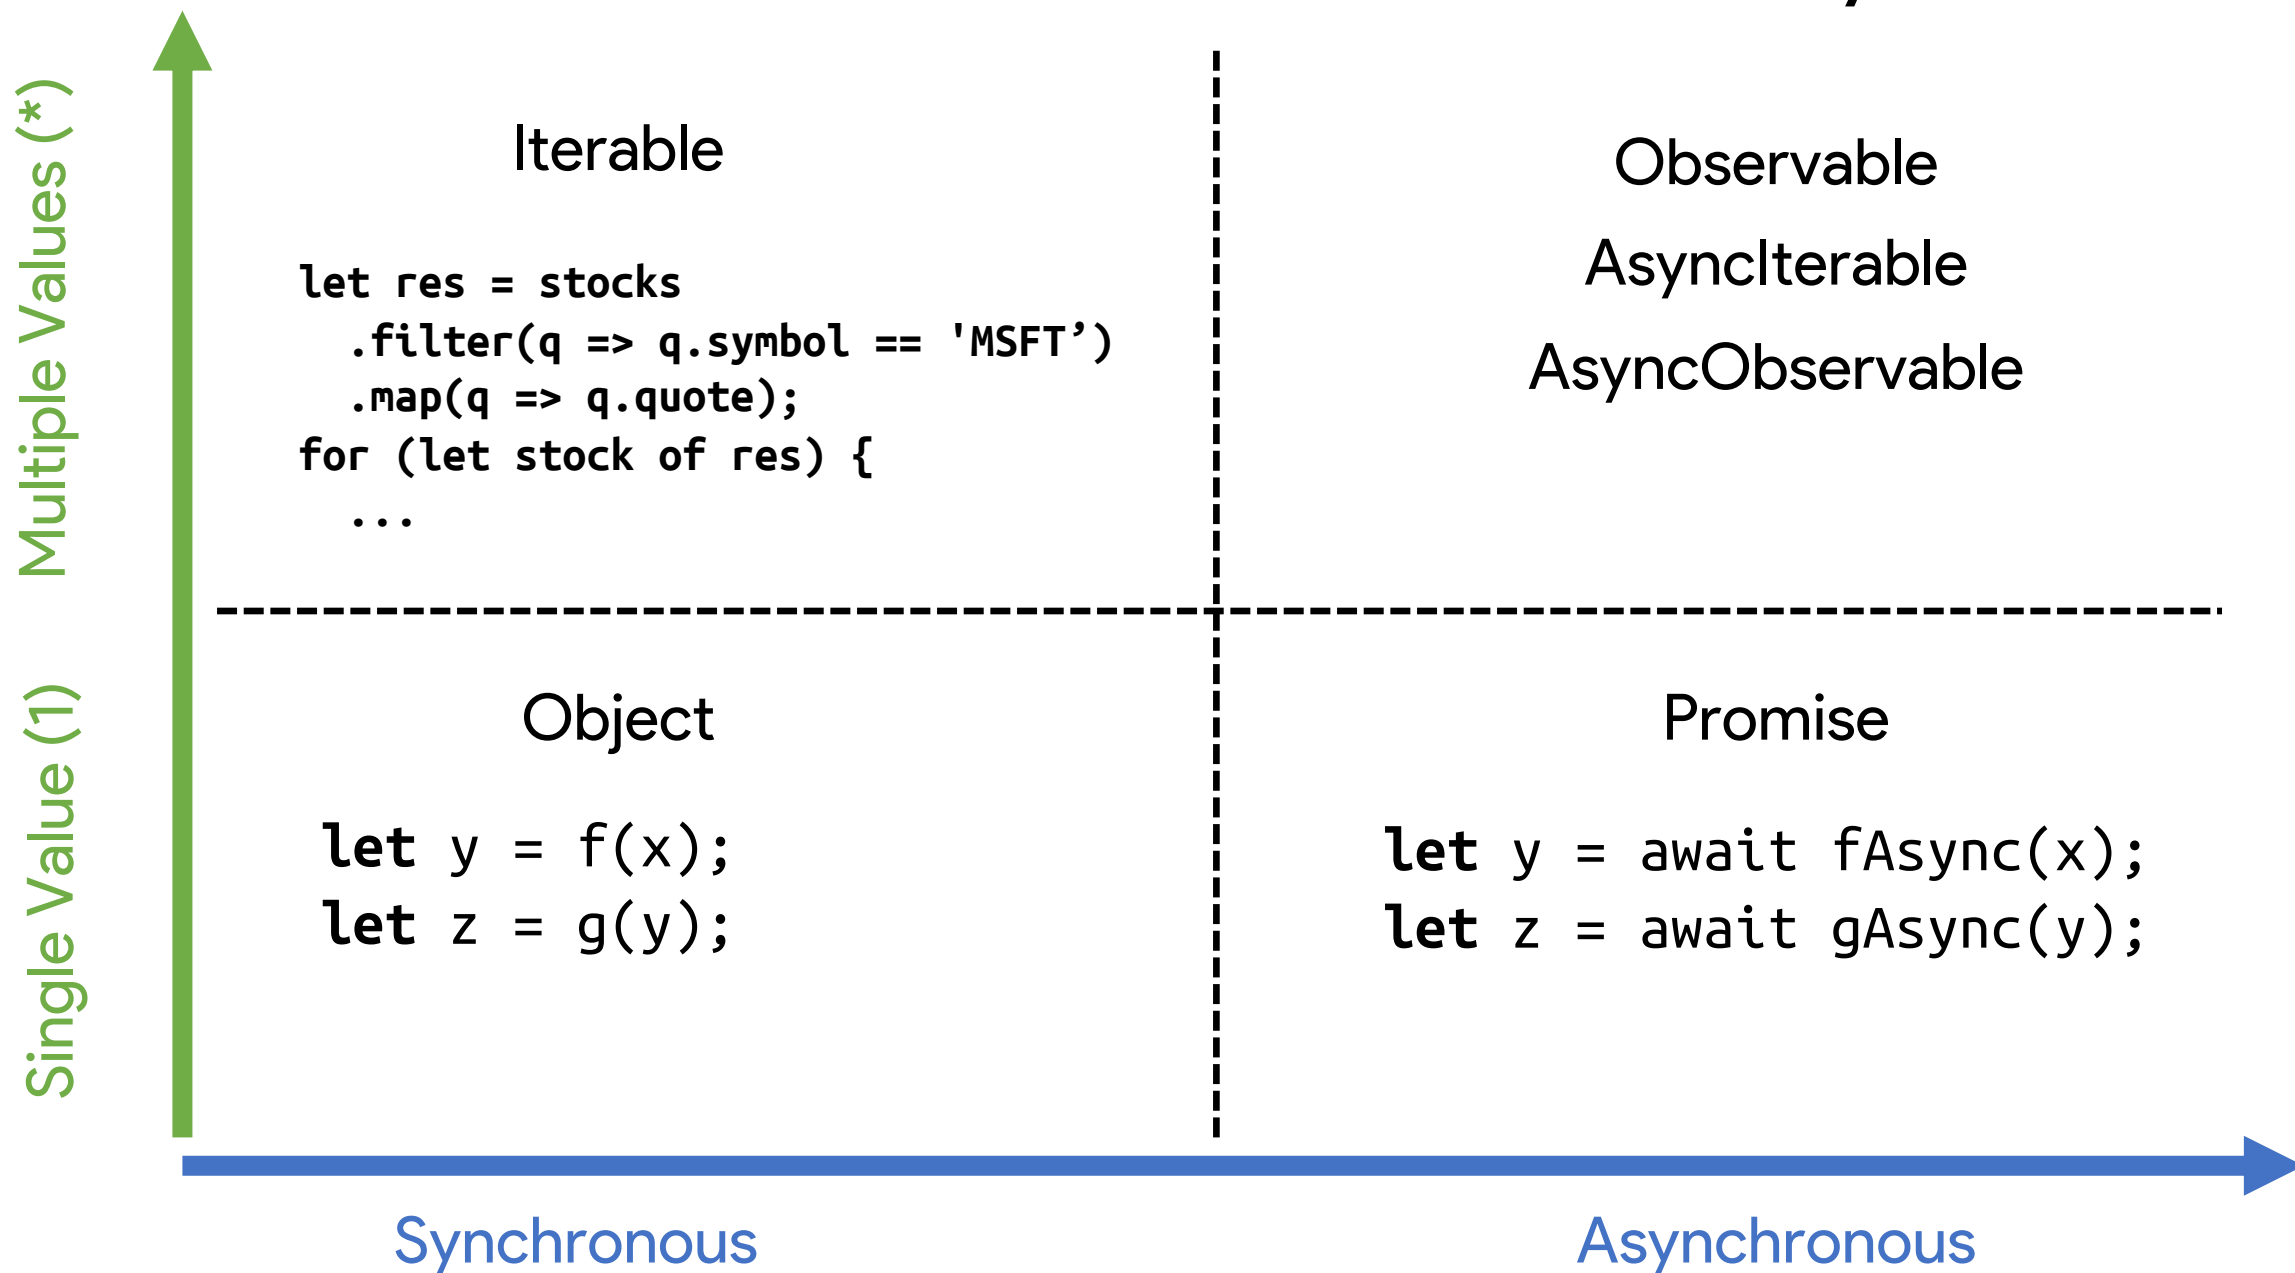 Multiple Values (*)
Iterable
let res = stocks
  .filter(q => q.symbol == 'MSFT’)
  .map(q => q.quote);
for (let stock of res) {
  ...
Observable
AsyncIterable
AsyncObservable
Single Value (1)
Object
let y = f(x);
let z = g(y);
Promise
let y = await fAsync(x);
let z = await gAsync(y);
Synchronous
Asynchronous